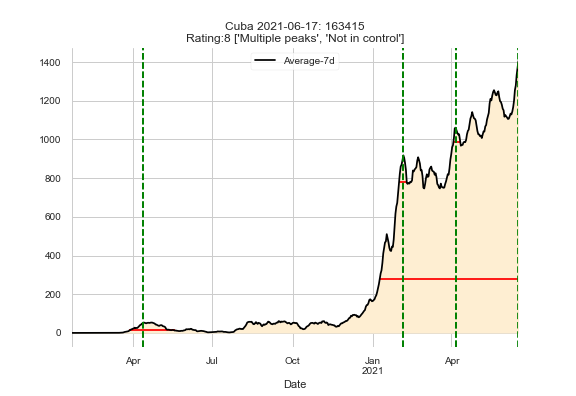 Cuba 2021-06-17: 163415
Rating:8 ['Multiple peaks', 'Not in control']
Average-7d
1400
1200
1000
800
600
400
200
0
Apr
Jul
Oct
Jan
2021
Apr
Date